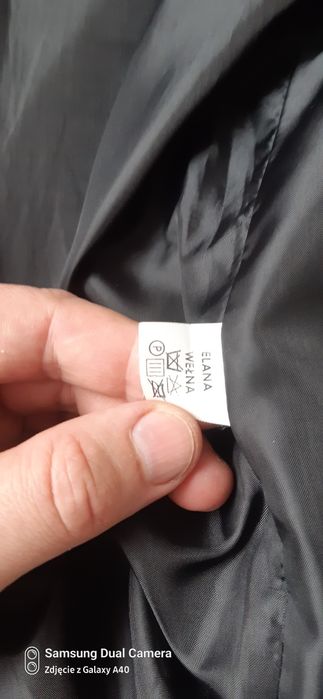 ELANA
WEŁNA
P
Samsung Dual Camera
Zdjęcie z Galaxy A40